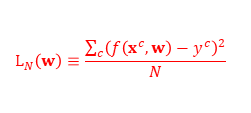 L_N(𝐰) ≡ ∑_c(f(𝐱^c, 𝐰) − y^c)^2 / N